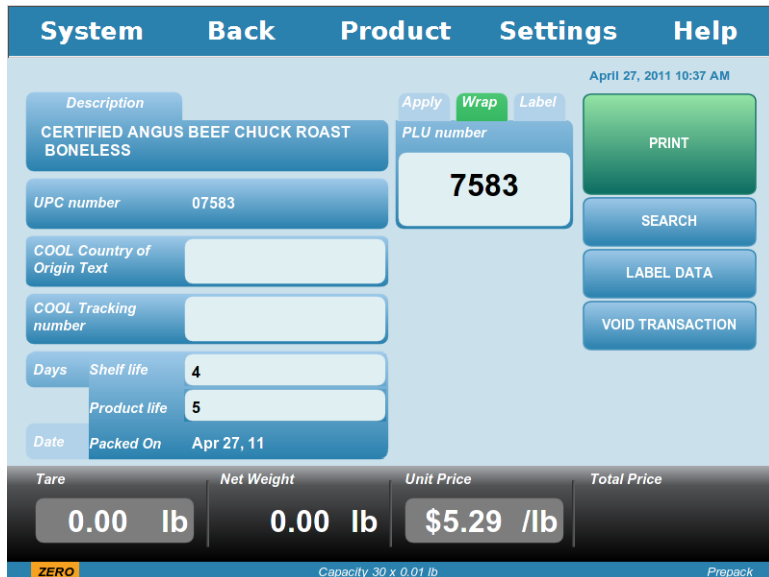 System Back Product Settings Help
April 27, 2011 10:37 AM
Description
CERTIFIED ANGUS BEEF CHUCK ROAST
BONELESS
Apply Wrap Label
PLU number
7583
PRINT
UPC number 07583
SEARCH
COOL Country of
Origin Text
LABEL DATA
COOL Tracking
number
VOID TRANSACTION
Days Shelf life 4
Product life 5
Date Packed On Apr 27, 11
Tare Net Weight Unit Price Total Price
0.00 lb 0.00 lb $5.29 /lb
ZERO Capacity 30 x 0.01 lb Prepack